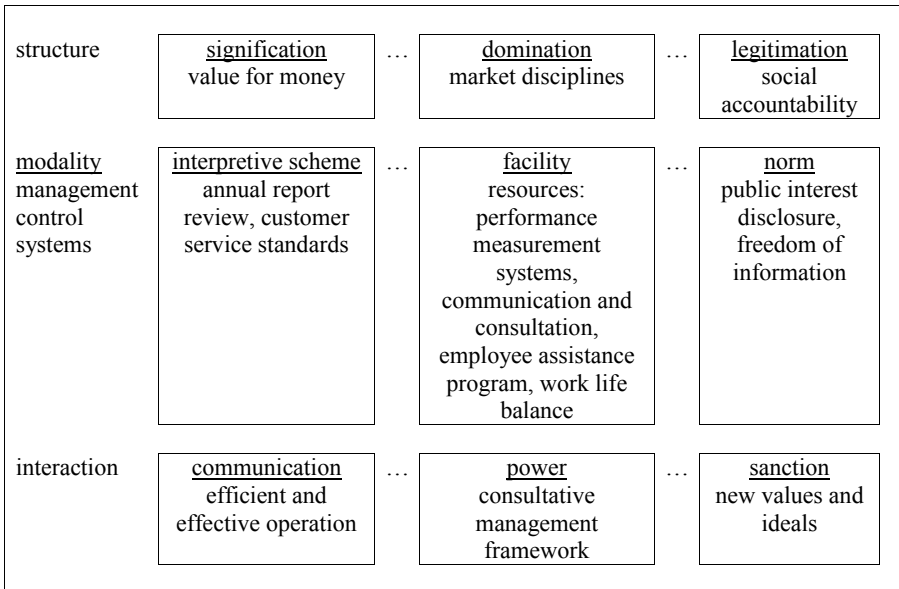 structure
signification
value for money
…
domination
market disciplines
…
legitimation
social
accountability
modality
management
control
systems
interpretive scheme
annual report
review, customer
service standards
…
facility
resources:
performance
measurement
systems,
communication and
consultation,
employee assistance
program, work life
balance
…
norm
public interest
disclosure,
freedom of
information
interaction
communication
efficient and
effective operation
…
power
consultative
management
framework
…
sanction
new values and
ideals